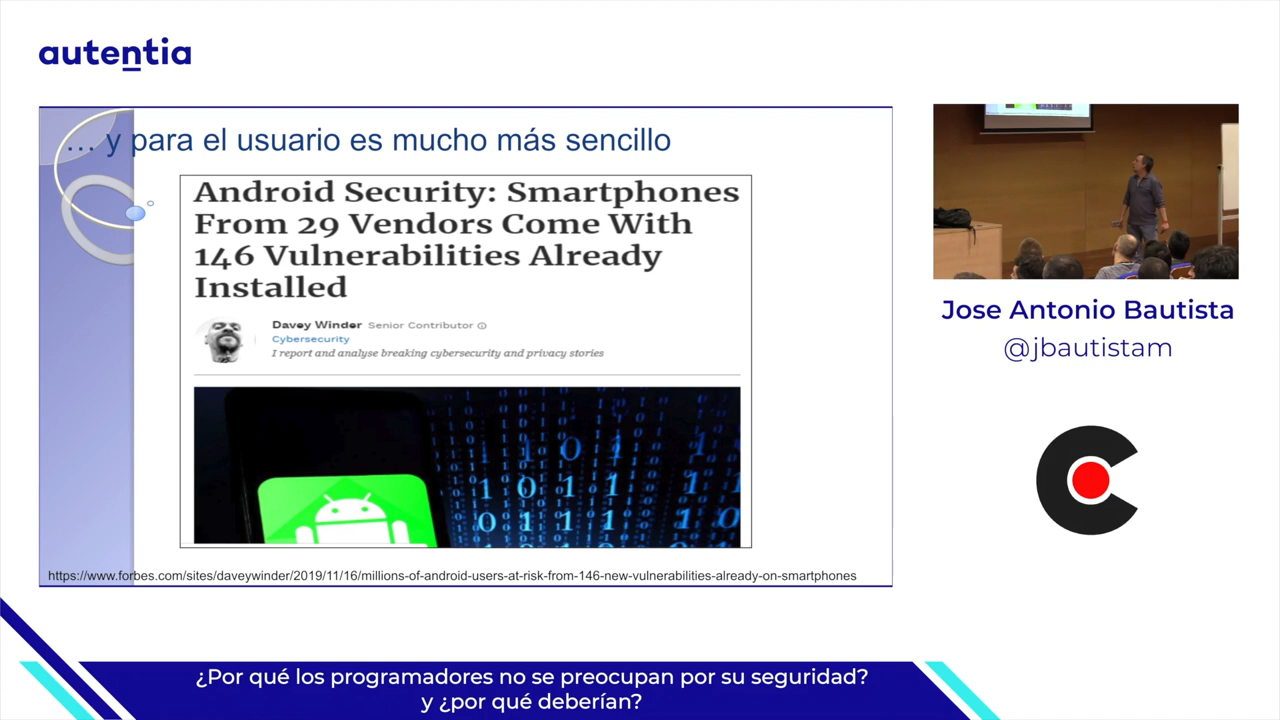 autentia
... y para el usuario es mucho más sencillo
Android Security: Smartphones
From 29 Vendors Come With
146 Vulnerabilities Already
Installed
Davey Winder Senior Contributor
Cybersecurity
I report and analyse breaking cybersecurity and privacy stories
https://www.forbes.com/sites/daveywinder/2019/11/16/millions-of-android-users-at-risk-from-146-new-vulnerabilities-already-on-smartphones
Jose Antonio Bautista
@jbautistam
¿Por qué los programadores no se preocupan por su seguridad?
y ¿por qué deberían?